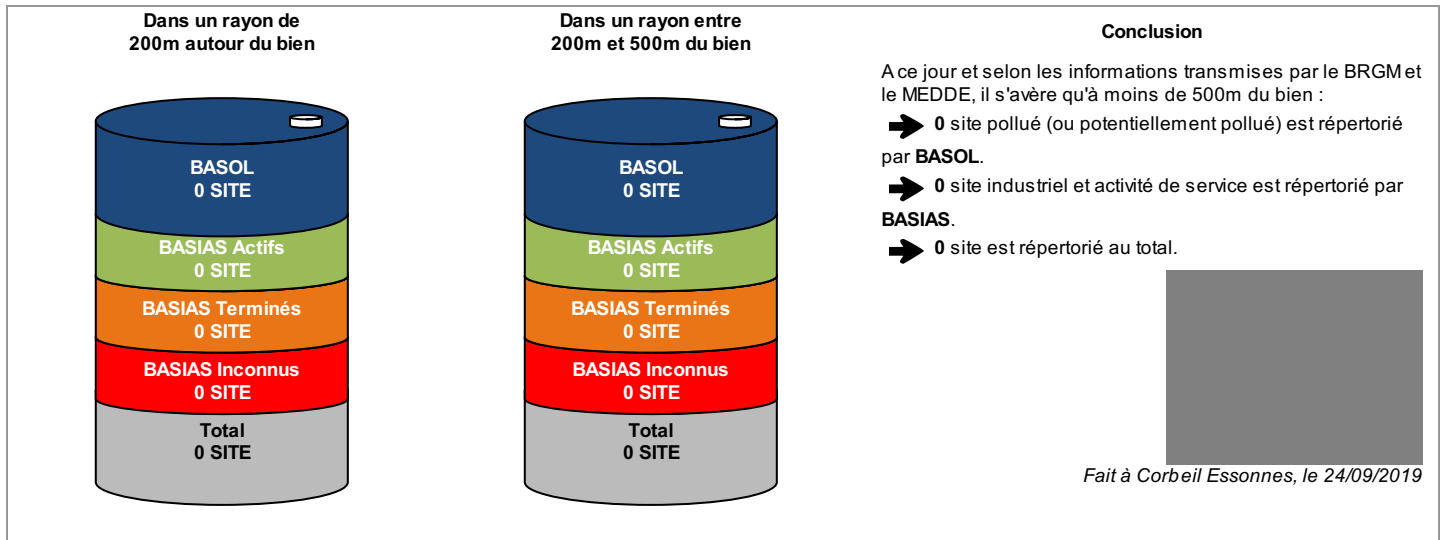 Dans un rayon de
200m autour du bien
BASOL
0 SITE
BASIAS Actifs
0 SITE
BASIAS Terminés
0 SITE
BASIAS Inconnus
0 SITE
Total
0 SITE
Dans un rayon entre
200m et 500m du bien
BASOL
0 SITE
BASIAS Actifs
0 SITE
BASIAS Terminés
0 SITE
BASIAS Inconnus
0 SITE
Total
0 SITE
Conclusion
A ce jour et selon les informations transmises par le BRGM et
le MEDDE, il s'avère qu'à moins de 500m du bien :
0 site pollué (ou potentiellement pollué) est répertorié
par BASOL.
0 site industriel et activité de service est répertorié par
BASIAS.
0 site est répertorié au total.
Fait à Corbeil Essonnes, le 24/09/2019